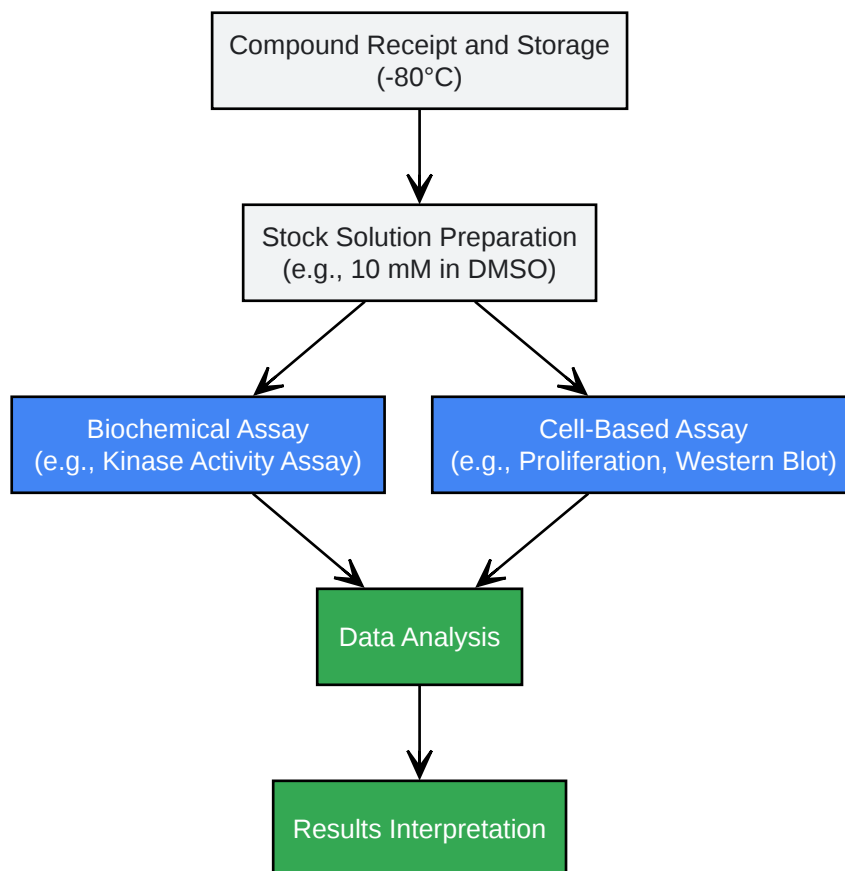 Compound Receipt and Storage
(-80°C)
Stock Solution Preparation
(e.g., 10 mM in DMSO)
Biochemical Assay
(e.g., Kinase Activity Assay)
Cell-Based Assay
(e.g., Proliferation, Western Blot)
Data Analysis
Results Interpretation